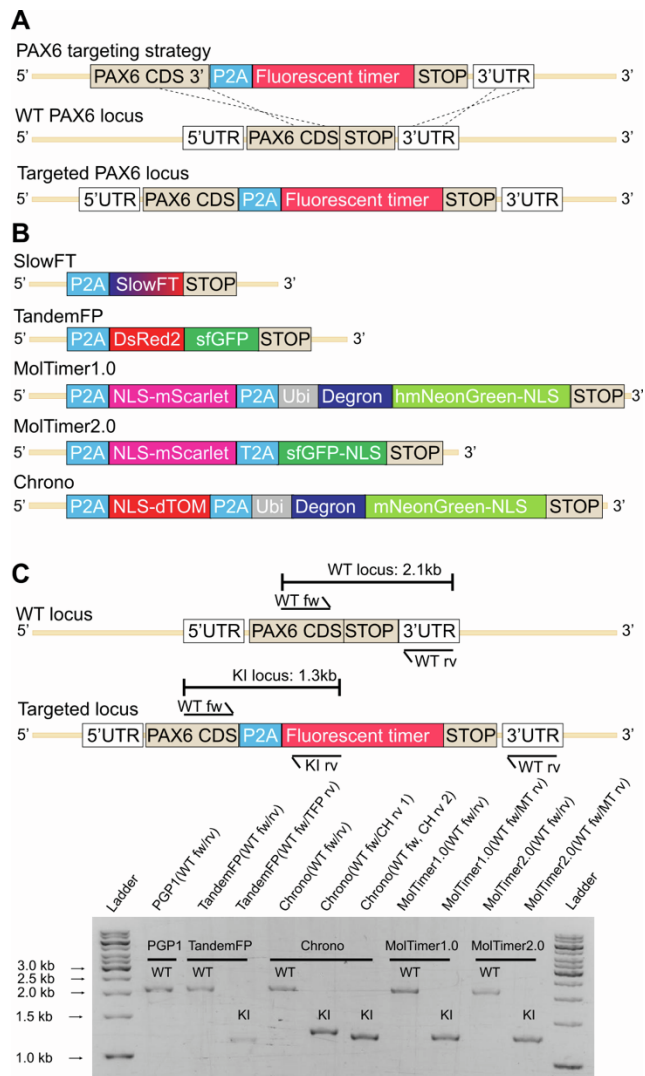 A
PAX6 targeting strategy
5' PAX6 CDS 3' P2A Fluorescent timer STOP 3'UTR 3'
WT PAX6 locus
5' 5'UTR PAX6 CDS STOP 3'UTR 3'
Targeted PAX6 locus
5' 5'UTR PAX6 CDS P2A Fluorescent timer STOP 3'UTR 3'
B
SlowFT
5' P2A SlowFT STOP 3'
TandemFP
5' P2A DsRed2 sfGFP STOP 3'
MolTimer1.0
5' P2A NLS-mScarlet P2A Ubi Degron hmNeonGreen-NLS STOP 3'
MolTimer2.0
5' P2A NLS-mScarlet T2A sfGFP-NLS STOP 3'
Chrono
5' P2A NLS-dTOM P2A Ubi Degron mNeonGreen-NLS STOP 3'
C
WT locus: 2.1kb
WT fw
WT locus
5' 5'UTR PAX6 CDS STOP 3'UTR 3'
WT rv
KI locus: 1.3kb
WT fw
Targeted locus
5' 5'UTR PAX6 CDS P2A Fluorescent timer STOP 3'UTR 3'
KI rv WT rv
Ladder
PGP1(WT fw/rv)
TandemFP(WT fw/rv)
TandemFP(WT fw/TFP rv)
Chrono(WT fw/rv)
Chrono(WT fw/CH rv 1)
Chrono(WT fw, CH rv 2)
MolTimer1.0(WT fw/rv)
MolTimer1.0(WT fw/MT rv)
MolTimer2.0(WT fw/rv)
MolTimer2.0(WT fw/MT rv)
Ladder
PGP1 TandemFP Chrono MolTimer1.0 MolTimer2.0
WT WT WT WT WT
3.0 kb
2.5 kb
2.0 kb
1.5 kb
KI KI KI KI KI
1.0 kb